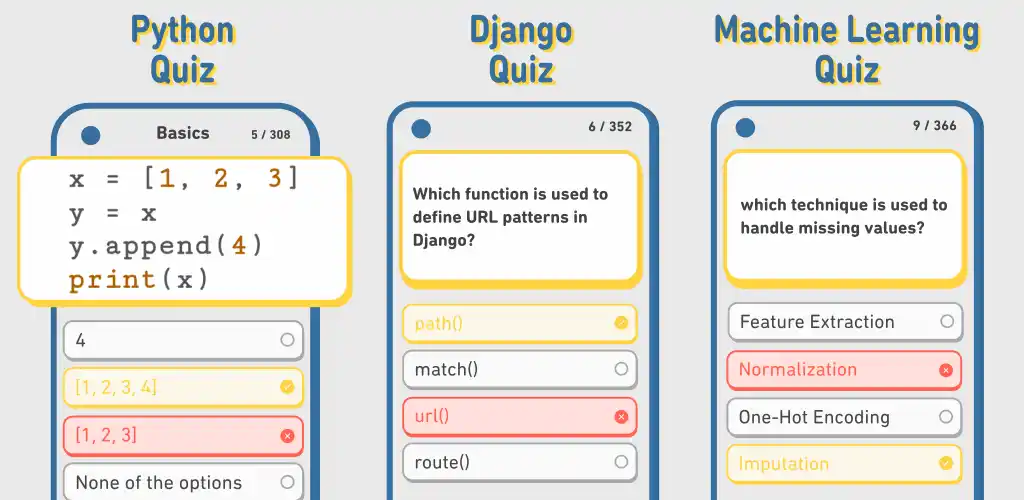 Python
Quiz
Basics
5 / 308
x = [1, 2, 3]
y = x
y.append(4)
print(x)
4
[1, 2, 3, 4]
[1, 2, 3]
None of the options
Django
Quiz
6 / 352
Which function is used to
define URL patterns in
Django?
path()
match()
url()
route()
Machine Learning
Quiz
9 / 366
which technique is used to
handle missing values?
Feature Extraction
Normalization
One-Hot Encoding
Imputation